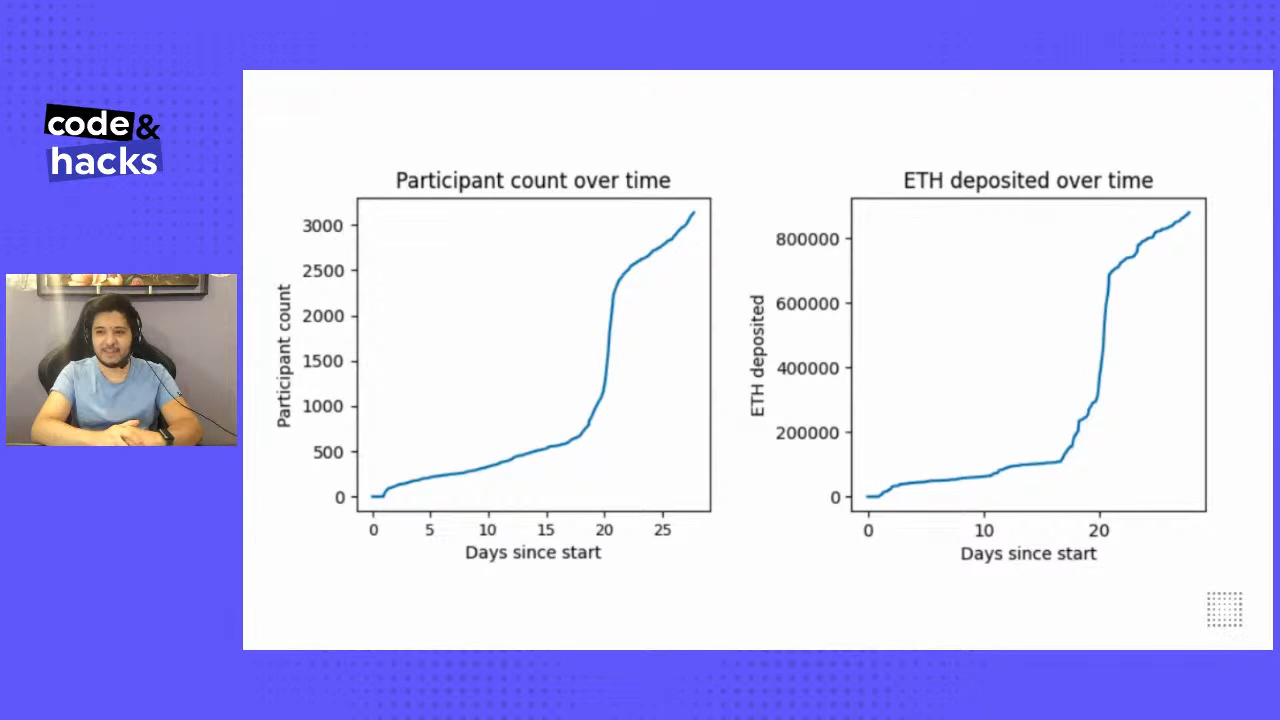 code&
hacks
Participant count over time
Participant count
3000
2500
2000
1500
1000
500
0
0 5 10 15 20 25
Days since start
ETH deposited over time
ETH deposited
800000
600000
400000
200000
0
0 10 20
Days since start